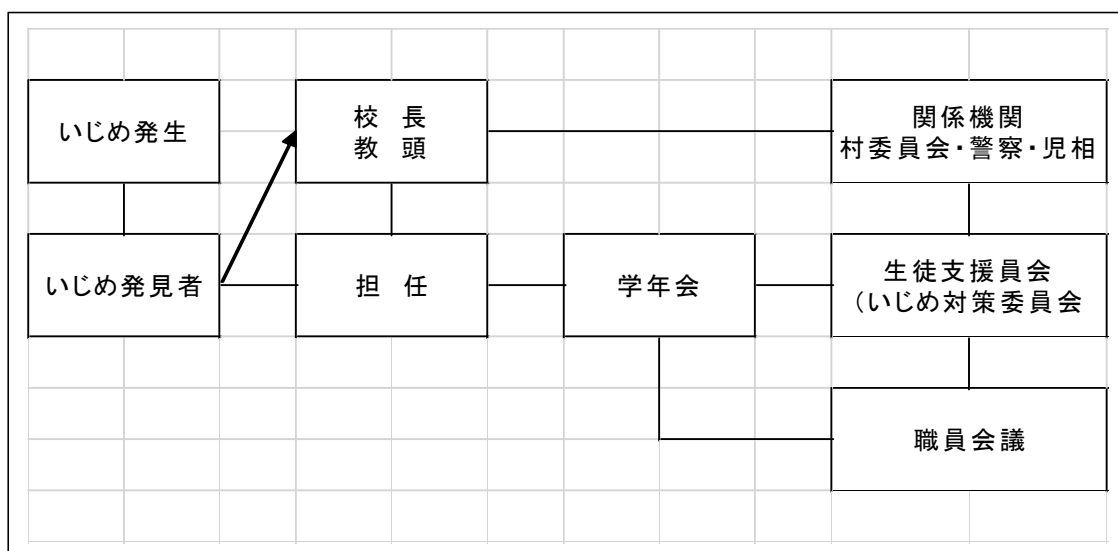 いじめ発生
校長
教頭
関係機関
村委員会・警察・児相
いじめ発見者
担任
学年会
生徒支援員会
(いじめ対策委員会
職員会議